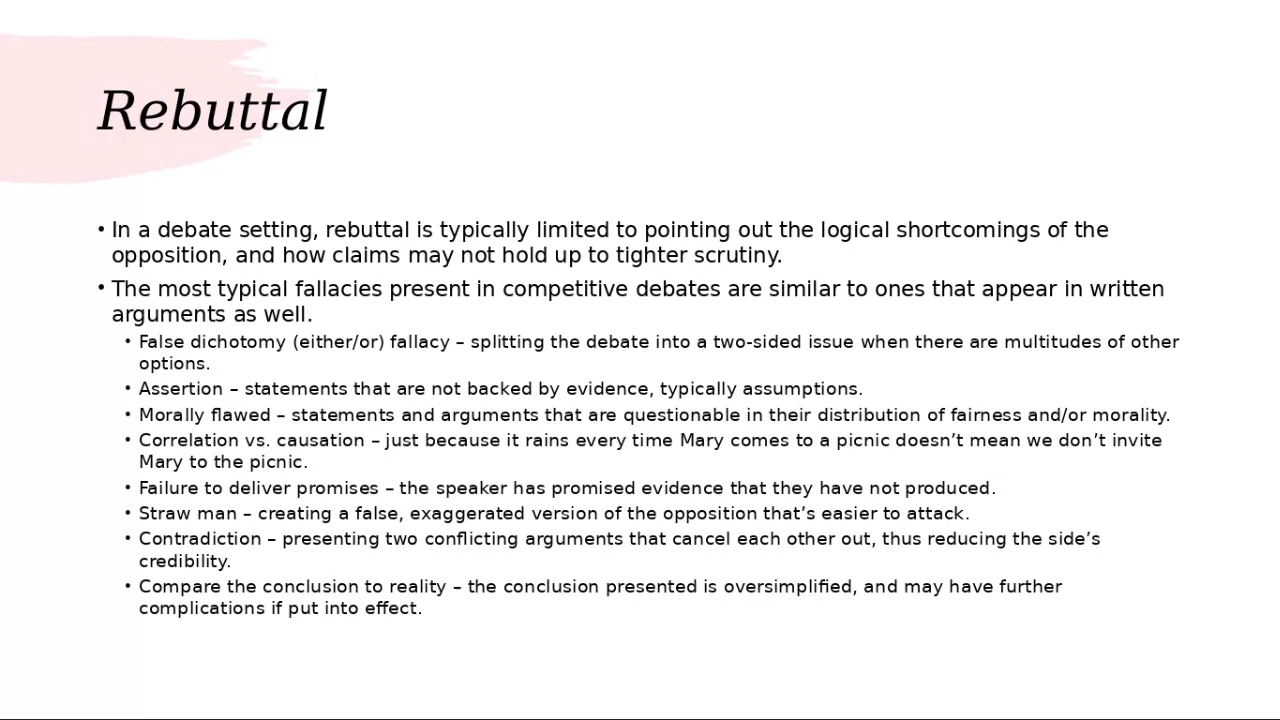 Rebuttal
• In a debate setting, rebuttal is typically limited to pointing out the logical shortcomings of the
opposition, and how claims may not hold up to tighter scrutiny.
• The most typical fallacies present in competitive debates are similar to ones that appear in written
arguments as well.
• False dichotomy (either/or) fallacy – splitting the debate into a two-sided issue when there are multitudes of other
options.
• Assertion – statements that are not backed by evidence, typically assumptions.
• Morally flawed – statements and arguments that are questionable in their distribution of fairness and/or morality.
• Correlation vs. causation – just because it rains every time Mary comes to a picnic doesn’t mean we don’t invite
Mary to the picnic.
• Failure to deliver promises – the speaker has promised evidence that they have not produced.
• Straw man – creating a false, exaggerated version of the opposition that’s easier to attack.
• Contradiction – presenting two conflicting arguments that cancel each other out, thus reducing the side’s
credibility.
• Compare the conclusion to reality – the conclusion presented is oversimplified, and may have further
complications if put into effect.